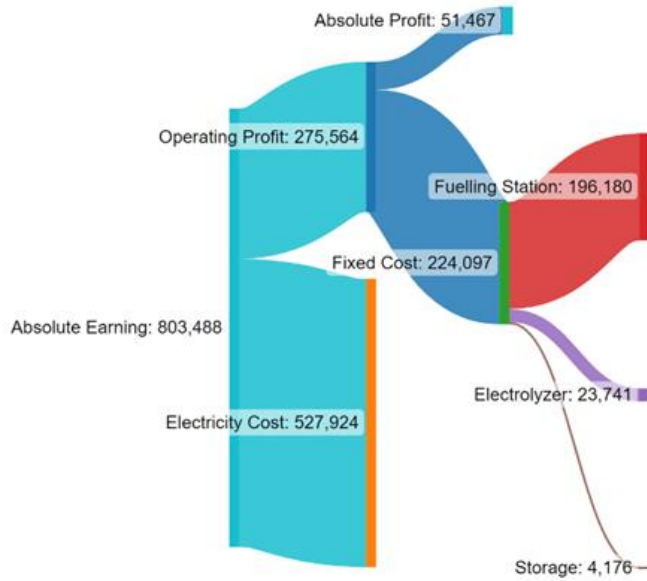 Absolute Profit: 51,467
Operating Profit: 275,564
Fuelling Station: 196,180
Fixed Cost: 224,097
Absolute Earning: 803,488
Electrolyzer: 23,741
Electricity Cost: 527,924
Storage: 4,176